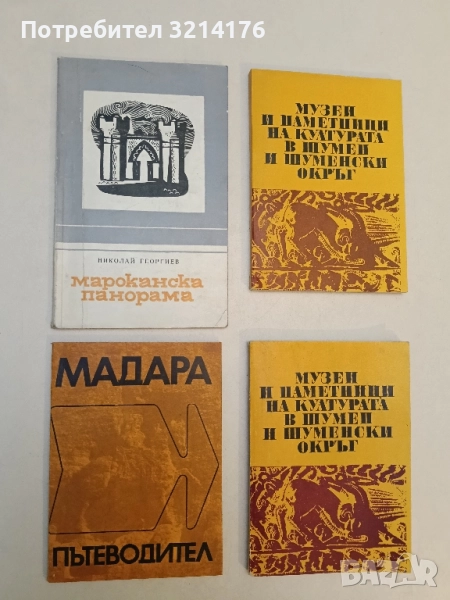 Потребител 3214176
НИКОЛАЙ ГЕОРГИЕВ
мароканска
панорама
МУЗЕИ
И ПАМЕТНИЦИ
НА КУЛТУРАТА
В ШУМЕН
И ШУМЕНСКИ
ОКРЪГ
МАДАРА
ПЪТЕВОДИТЕЛ
МУЗЕИ
И ПАМЕТНИЦИ
НА КУЛТУРАТА
В ШУМЕН
И ШУМЕНСКИ
ОКРЪГ
BAZAR